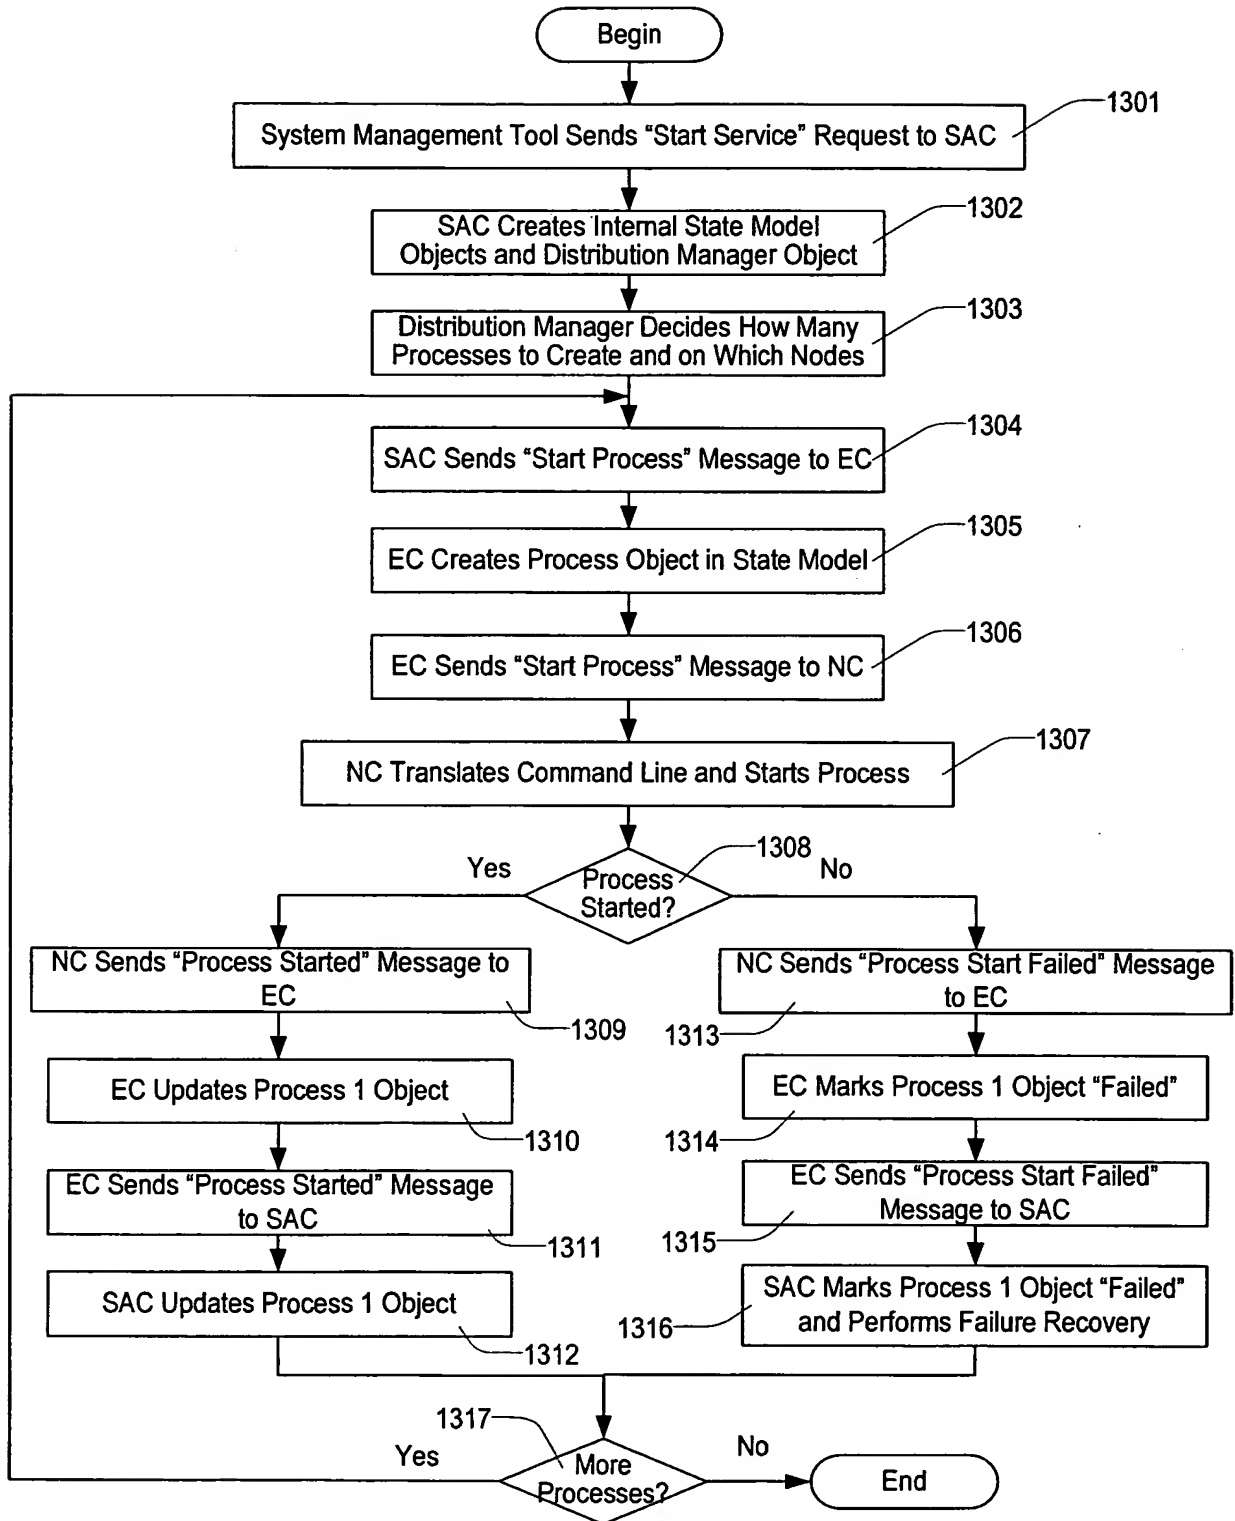 Begin
1301
System Management Tool Sends “Start Service” Request to SAC
1302
SAC Creates Internal State Model
Objects and Distribution Manager Object
1303
Distribution Manager Decides How Many
Processes to Create and on Which Nodes
1304
SAC Sends “Start Process” Message to EC
1305
EC Creates Process Object in State Model
1306
EC Sends “Start Process” Message to NC
1307
NC Translates Command Line and Starts Process
1308
Yes
No
Process
Started?
NC Sends “Process Started” Message to
EC
1309
NC Sends “Process Start Failed” Message
to EC
1313
EC Updates Process 1 Object
1310
EC Marks Process 1 Object “Failed”
1314
EC Sends “Process Started” Message
to SAC
1311
EC Sends “Process Start Failed”
Message to SAC
1315
SAC Updates Process 1 Object
1312
SAC Marks Process 1 Object “Failed”
and Performs Failure Recovery
1316
1317
Yes
No
More
Processes?
End